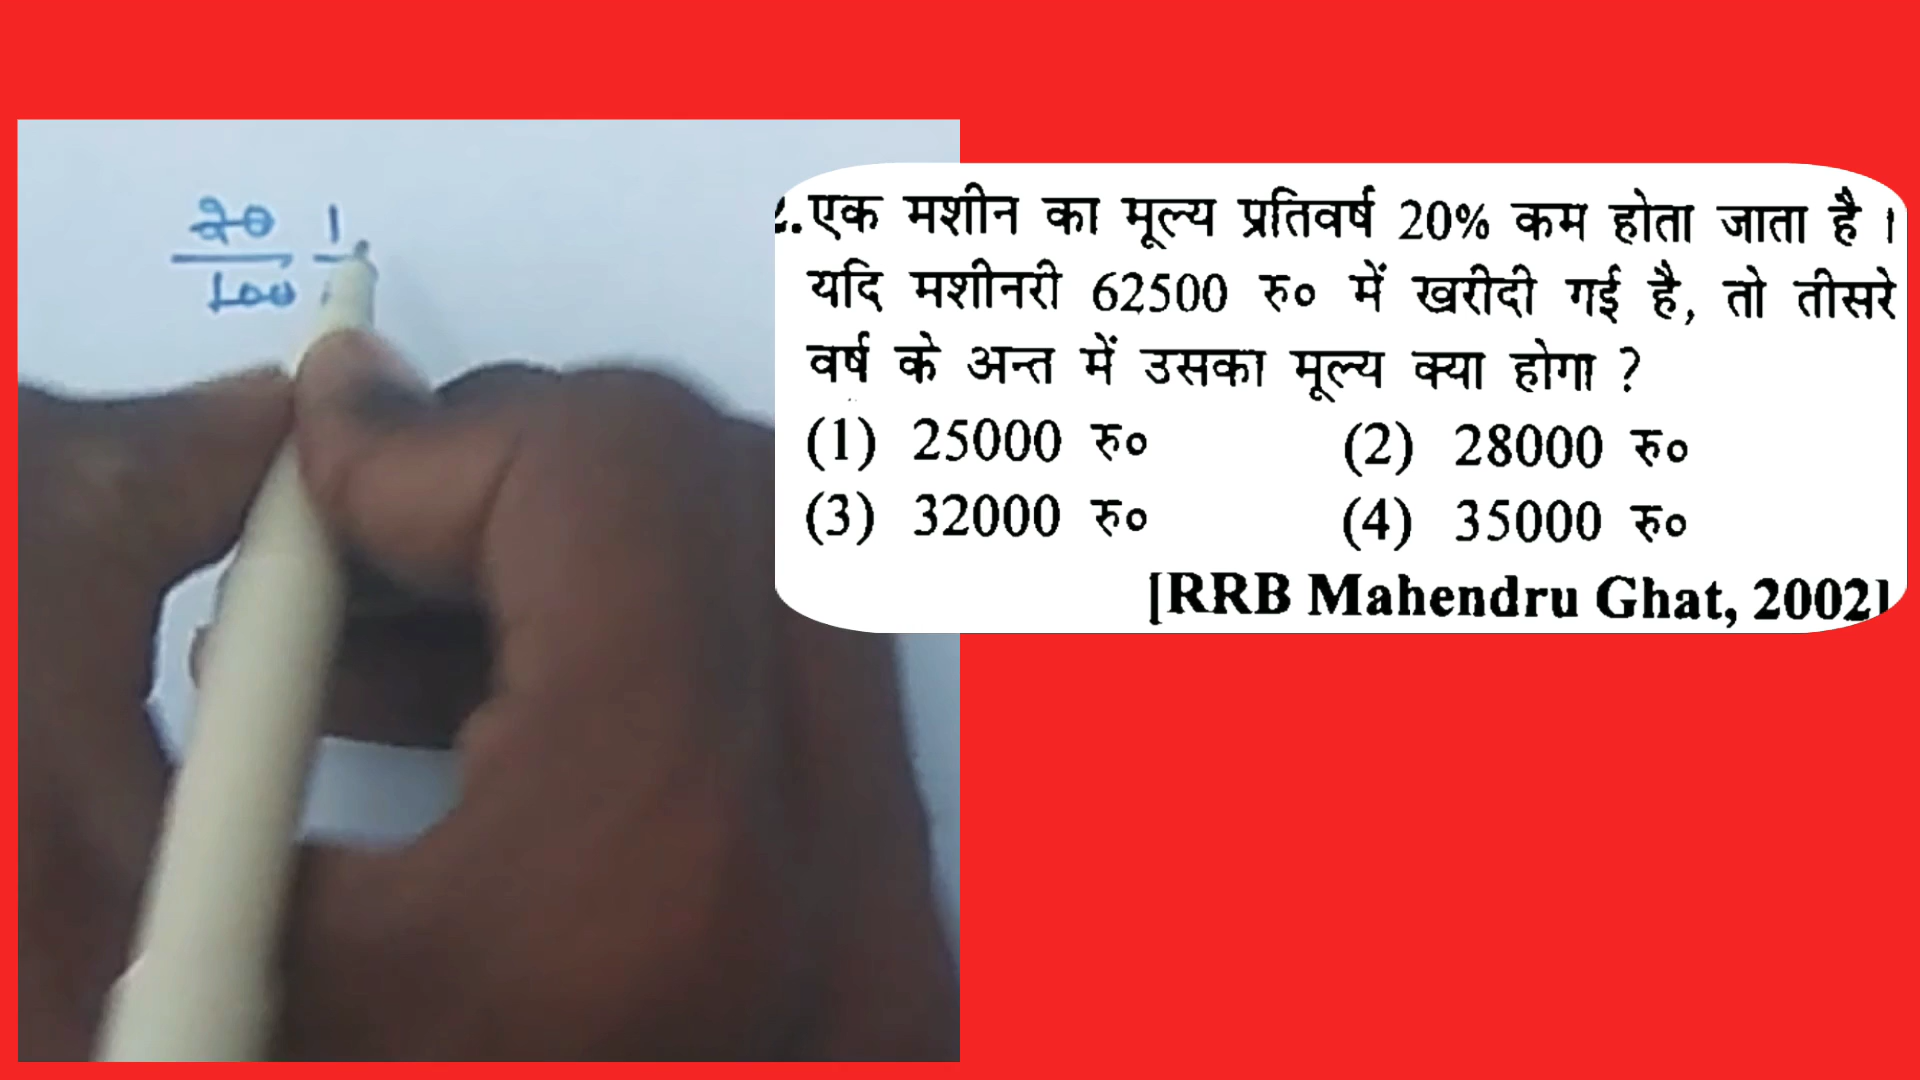 20 1
100
एक मशीन का मूल्य प्रतिवर्ष 20% कम होता जाता है ।
यदि मशीनरी 62500 रु० में खरीदी गई है, तो तीसरे
वर्ष के अन्त में उसका मूल्य क्या होगा ?
(1) 25000 रु० (2) 28000 रु०
(3) 32000 रु० (4) 35000 रु०
[RRB Mahendru Ghat, 2002]